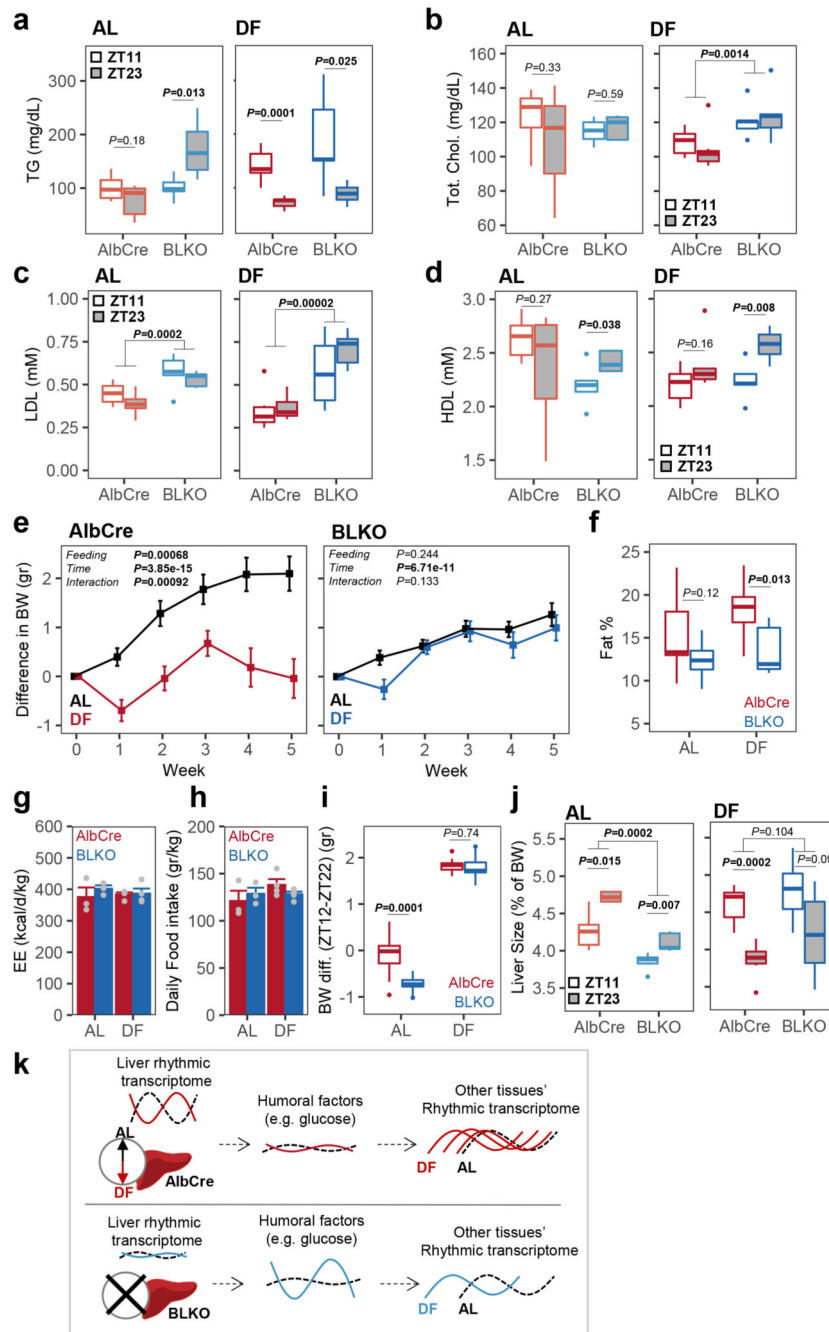 a
AL
DF
ZT11
ZT23
TG (mg/dL)
300
200
100
P=0.18
P=0.013
P=0.0001
P=0.025
AlbCre
BLKO
AlbCre
BLKO
b
AL
DF
Tot. Chol. (mg/dL)
160
140
120
100
80
60
P=0.33
P=0.59
P=0.0014
ZT11
ZT23
AlbCre
BLKO
AlbCre
BLKO
c
AL
DF
ZT11
ZT23
LDL (mM)
1.00
0.75
0.50
0.25
0.00
P=0.0002
P=0.00002
AlbCre
BLKO
AlbCre
BLKO
d
AL
DF
HDL (mM)
3.0
2.5
2.0
1.5
P=0.27
P=0.038
P=0.16
P=0.008
ZT11
ZT23
AlbCre
BLKO
AlbCre
BLKO
e
AlbCre
BLKO
Difference in BW (gr)
2
1
0
-1
Feeding P=0.00068
Time P=3.85e-15
Interaction P=0.00092
AL
DF
0 1 2 3 4 5
Week
Feeding P=0.244
Time P=6.71e-11
Interaction P=0.133
AL
DF
0 1 2 3 4 5
Week
f
Fat %
25
20
15
10
5
P=0.12
P=0.013
AlbCre
BLKO
AL
DF
g
EE (kcal/d/kg)
600
500
400
300
200
100
0
AlbCre
BLKO
AL
DF
h
Daily Food intake (gr/kg)
200
150
100
50
0
AlbCre
BLKO
AL
DF
i
BW diff. (ZT12-ZT22) (gr)
2
1
0
-1
P=0.74
P=0.0001
AlbCre
BLKO
AL
DF
j
AL
DF
Liver Size (% of BW)
5.5
5.0
4.5
4.0
3.5
P=0.0002
P=0.015
P=0.007
ZT11
ZT23
P=0.104
P=0.0002
P=0.09
AlbCre
BLKO
AlbCre
BLKO
k
Liver rhythmic
transcriptome
AL
DF
AlbCre
Humoral factors
(e.g. glucose)
Other tissues'
Rhythmic transcriptome
DF
AL
Liver rhythmic
transcriptome
BLKO
Humoral factors
(e.g. glucose)
Other tissues'
Rhythmic transcriptome
DF
AL